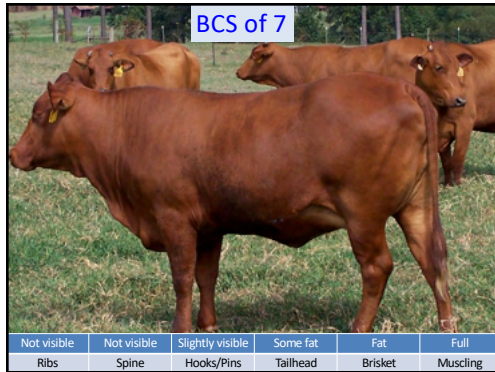 BCS of 7
Not visible Not visible Slightly visible Some fat Fat Full
Ribs Spine Hooks/Pins Tailhead Brisket Muscling